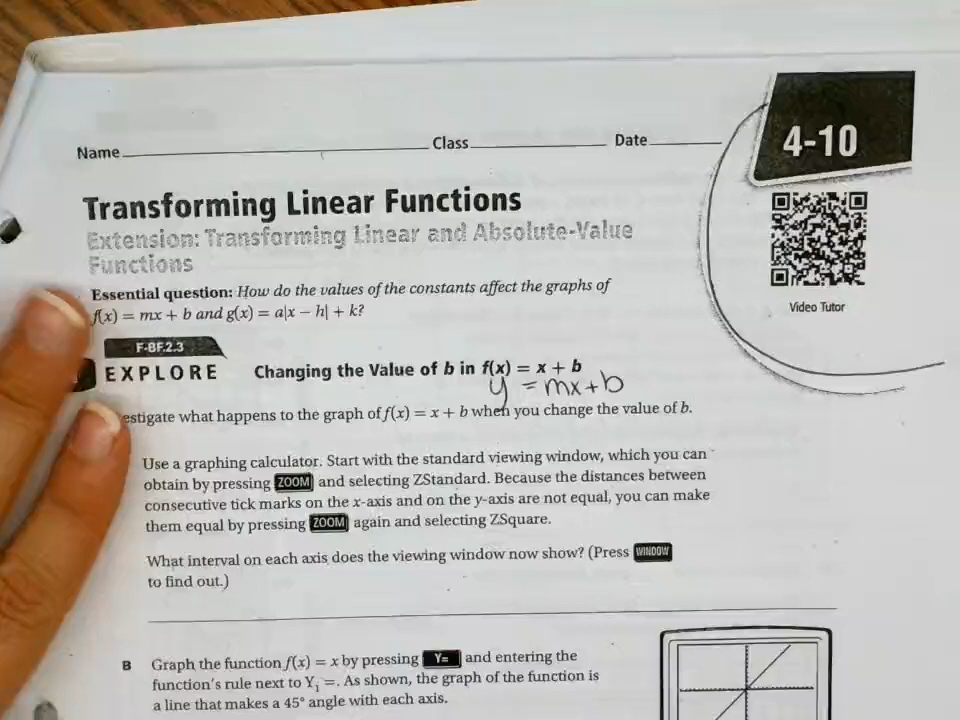 4-10
Name Class Date
Transforming Linear Functions
Extension: Transforming Linear and Absolute-Value
Functions
Video Tutor
Essential question: How do the values of the constants affect the graphs of
f(x) = mx + b and g(x) = a|x − h| + k?
F-BF.2.3
EXPLORE Changing the Value of b in f(x) = x + b
y = mx+b
estigate what happens to the graph of f(x) = x + b when you change the value of b.
Use a graphing calculator. Start with the standard viewing window, which you can
obtain by pressing ZOOM and selecting ZStandard. Because the distances between
consecutive tick marks on the x-axis and on the y-axis are not equal, you can make
them equal by pressing ZOOM again and selecting ZSquare.
What interval on each axis does the viewing window now show? (Press WINDOW
to find out.)
B Graph the function f(x) = x by pressing Y= and entering the
function's rule next to Y₁ =. As shown, the graph of the function is
a line that makes a 45° angle with each axis.